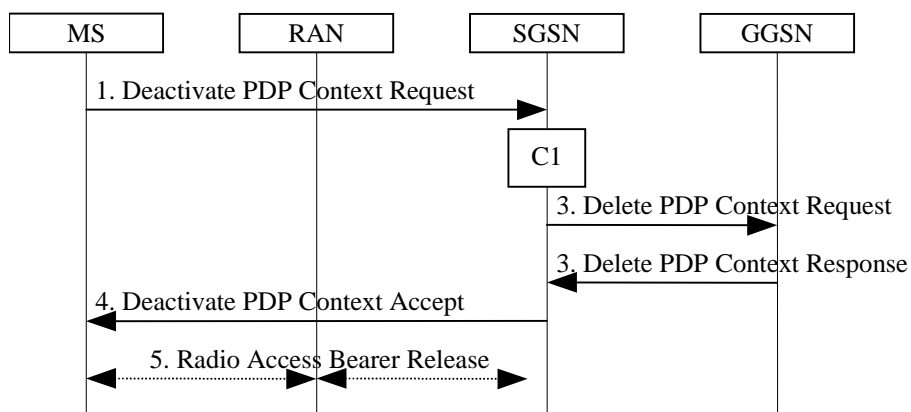 MS
RAN
SGSN
GGSN
1. Deactivate PDP Context Request
C1
3. Delete PDP Context Request
3. Delete PDP Context Response
4. Deactivate PDP Context Accept
5. Radio Access Bearer Release